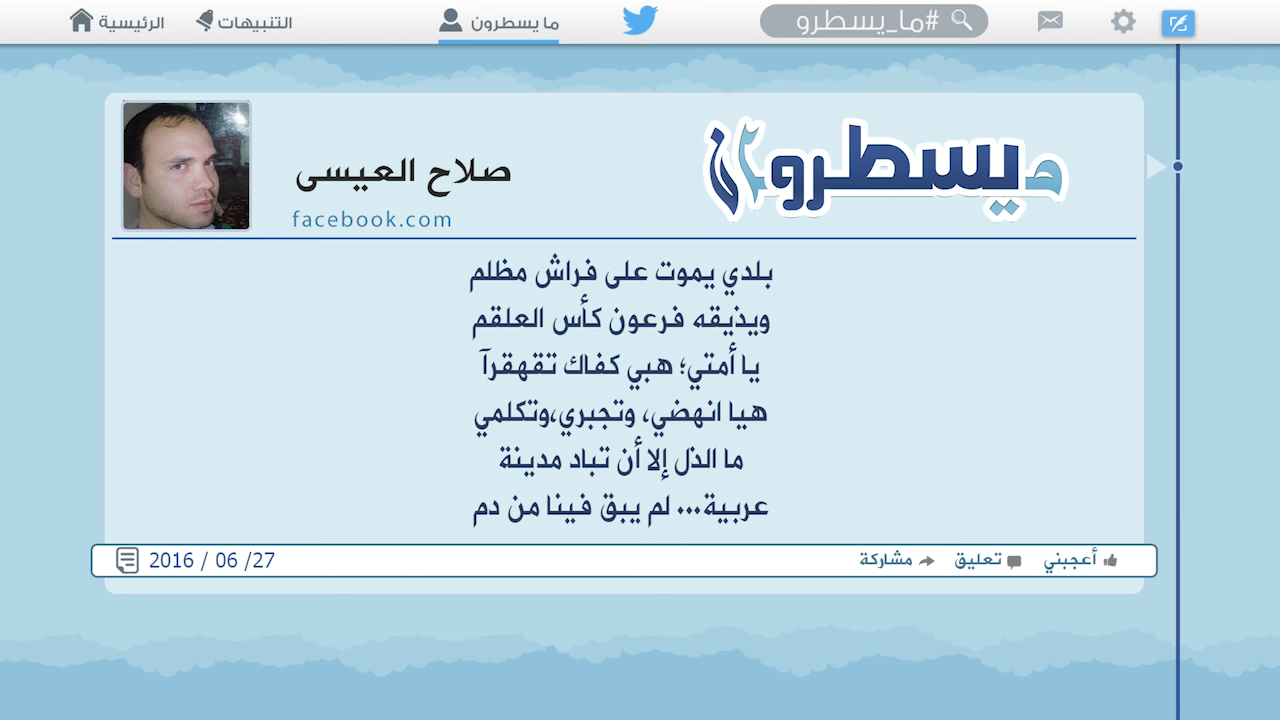 الرئيسية
التنبيهات
ما يسطرون
#ما_يسطرو
ما يسطرون ٢
صلاح العيسى
facebook.com
بلدي يموت على فراش مظلم
ويذيقه فرعون كأس العلقم
يا أمتي؛ هبي كفاك تقهقرآ
هيا انهضي، وتجبري،وتكلمي
ما الذل إلا أن تباد مدينة
عربية... لم يبق فينا من دم
أعجبني
تعليق
مشاركة
2016 / 06 /27